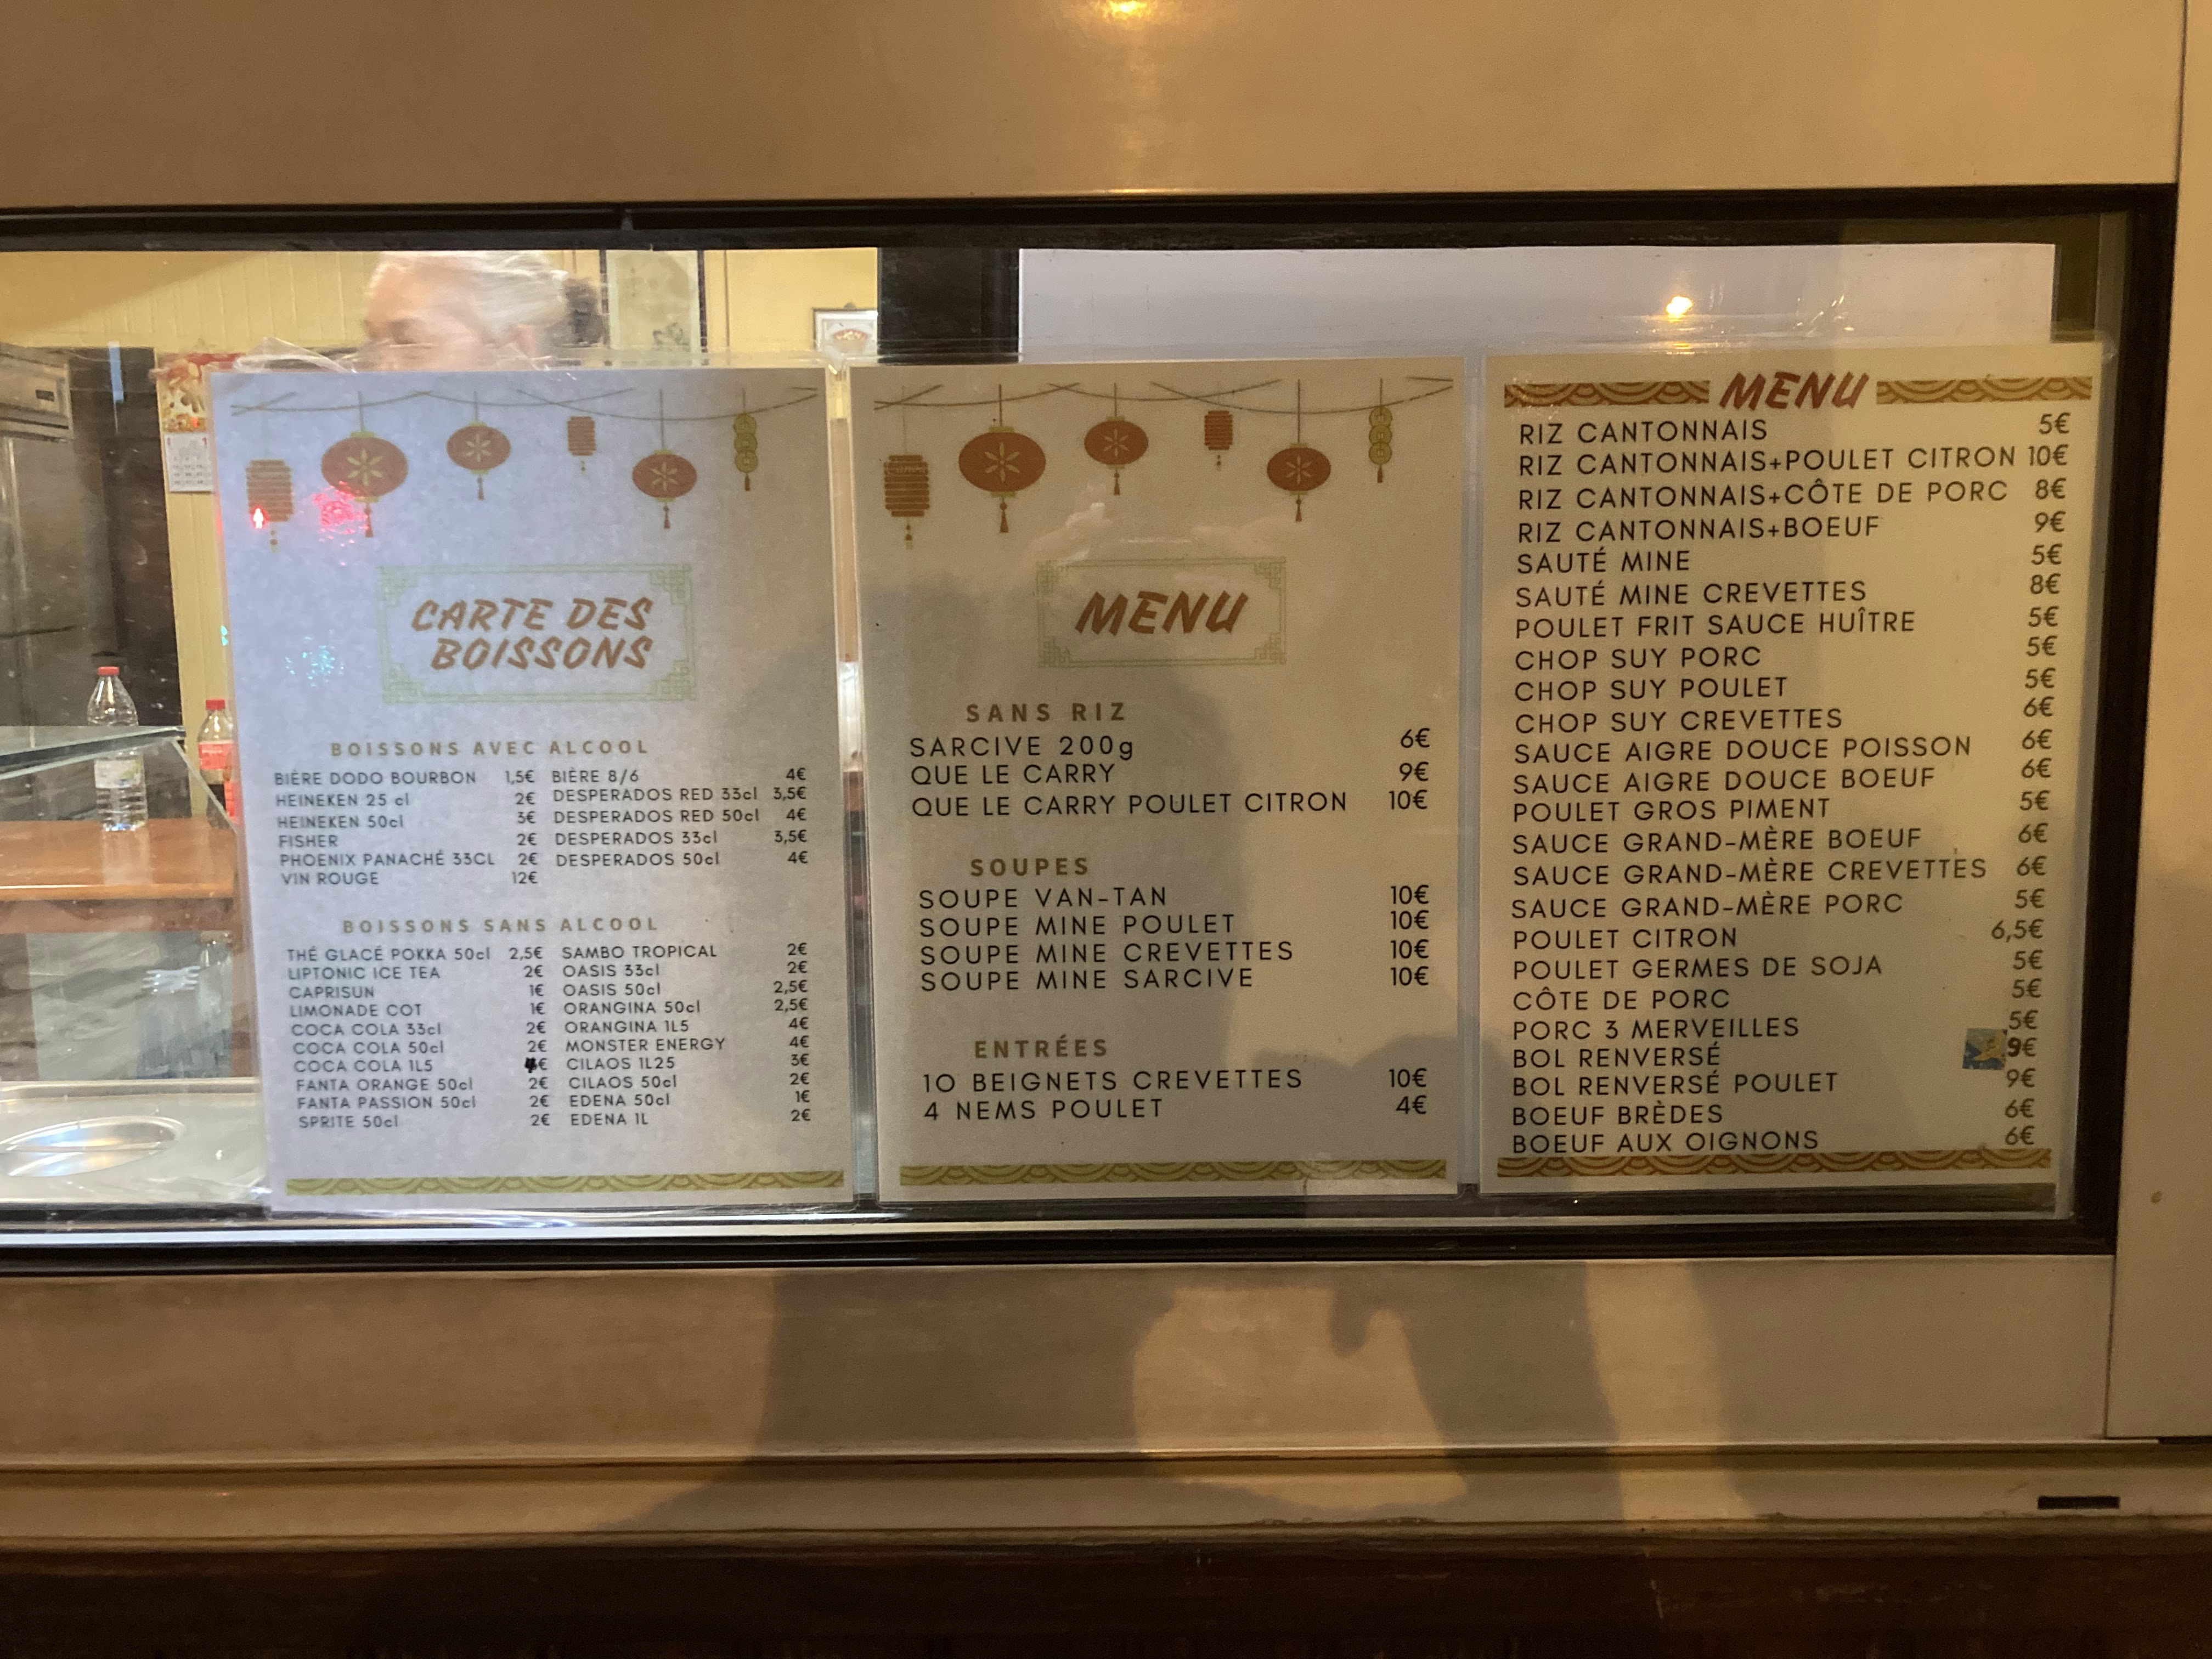 CARTE DES
BOISSONS
BOISSONS AVEC ALCOOL
BIÈRE DODO BOURBON 1,5€ BIÈRE 8/6 4€
HEINEKEN 25 cl 2€ DESPERADOS RED 33cl 3,5€
HEINEKEN 50cl 3€ DESPERADOS RED 50cl 4€
FISHER 2€ DESPERADOS 33cl 3,5€
PHOENIX PANACHÉ 33CL 2€ DESPERADOS 50cl 4€
VIN ROUGE 12€
BOISSONS SANS ALCOOL
THÉ GLACÉ POKKA 50cl 2,5€ SAMBO TROPICAL 2€
LIPTONIC ICE TEA 2€ OASIS 33cl 2€
CAPRISUN 1€ OASIS 50cl 2,5€
LIMONADE COT 1€ ORANGINA 50cl 2,5€
COCA COLA 33cl 2€ ORANGINA 1L5 4€
COCA COLA 50cl 2€ MONSTER ENERGY 4€
COCA COLA 1L5 €  CILAOS 1L25 3€
FANTA ORANGE 50cl 2€ CILAOS 50cl 2€
FANTA PASSION 50cl 2€ EDENA 50cl 1€
SPRITE 50cl 2€ EDENA 1L 2€
MENU
SANS RIZ
SARCIVE 200g 6€
QUE LE CARRY 9€
QUE LE CARRY POULET CITRON 10€
SOUPES
SOUPE VAN-TAN 10€
SOUPE MINE POULET 10€
SOUPE MINE CREVETTES 10€
SOUPE MINE SARCIVE 10€
ENTRÉES
10 BEIGNETS CREVETTES 10€
4 NEMS POULET 4€
MENU
RIZ CANTONNAIS 5€
RIZ CANTONNAIS+POULET CITRON 10€
RIZ CANTONNAIS+CÔTE DE PORC 8€
RIZ CANTONNAIS+BOEUF 9€
SAUTÉ MINE 5€
SAUTÉ MINE CREVETTES 8€
POULET FRIT SAUCE HUÎTRE 5€
CHOP SUY PORC 5€
CHOP SUY POULET 5€
CHOP SUY CREVETTES 6€
SAUCE AIGRE DOUCE POISSON 6€
SAUCE AIGRE DOUCE BOEUF 6€
POULET GROS PIMENT 5€
SAUCE GRAND-MÈRE BOEUF 6€
SAUCE GRAND-MÈRE CREVETTES 6€
SAUCE GRAND-MÈRE PORC 5€
POULET CITRON 6,5€
POULET GERMES DE SOJA 5€
CÔTE DE PORC 5€
PORC 3 MERVEILLES 5€
BOL RENVERSÉ 9€
BOL RENVERSÉ POULET 9€
BOEUF BRÈDES 6€
BOEUF AUX OIGNONS 6€